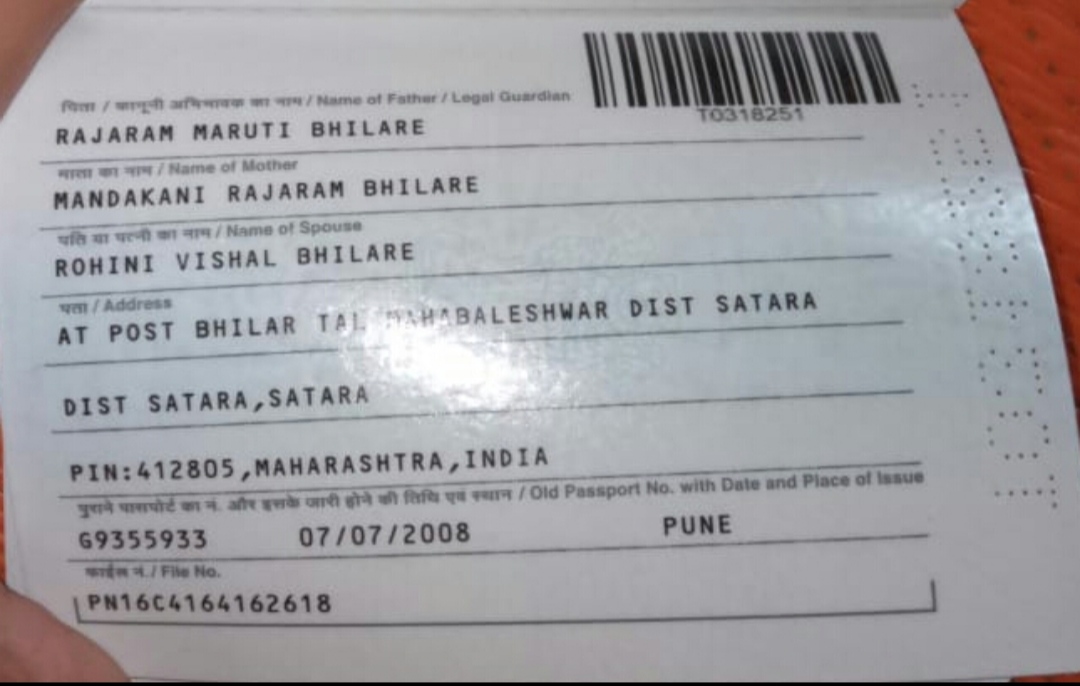 पिता / कानूनी अभिभावक का नाम / Name of Father / Legal Guardian
T0318251
RAJARAM MARUTI BHILARE
माता का नाम / Name of Mother
MANDAKANI RAJARAM BHILARE
पति या पत्नी का नाम / Name of Spouse
ROHINI VISHAL BHILARE
पता / Address
AT POST BHILAR TAL MAHABALESHWAR DIST SATARA
DIST SATARA,SATARA
PIN:412805,MAHARASHTRA,INDIA
पुराने पासपोर्ट का नं. और इसके जारी होने की तिथि एवं स्थान / Old Passport No. with Date and Place of Issue
G9355933 07/07/2008 PUNE
फाईल नं./ File No.
PN16C4164162618